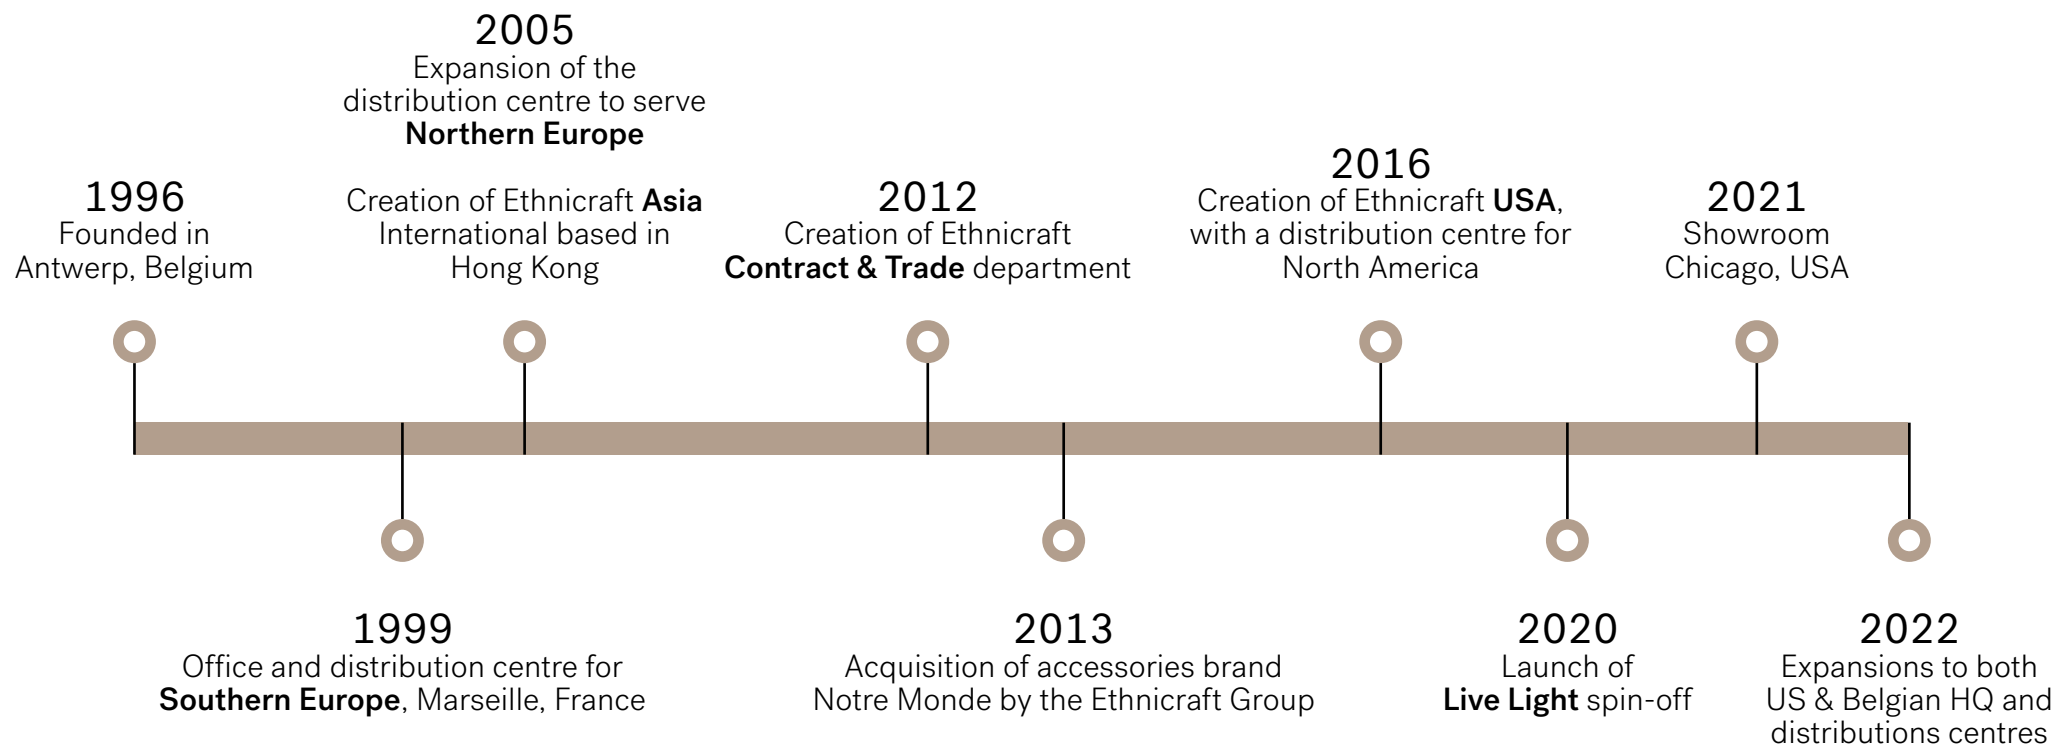 1996
Founded in
Antwerp, Belgium
1999
Office and distribution centre for
Southern Europe, Marseille, France
2005
Expansion of the
distribution centre to serve
Northern Europe
Creation of Ethnicraft Asia
International based in
Hong Kong
2012
Creation of Ethnicraft
Contract & Trade department
2013
Acquisition of accessories brand
Notre Monde by the Ethnicraft Group
2016
Creation of Ethnicraft USA,
with a distribution centre for
North America
2020
Launch of
Live Light spin-off
2021
Showroom
Chicago, USA
2022
Expansions to both
US & Belgian HQ and
distributions centres